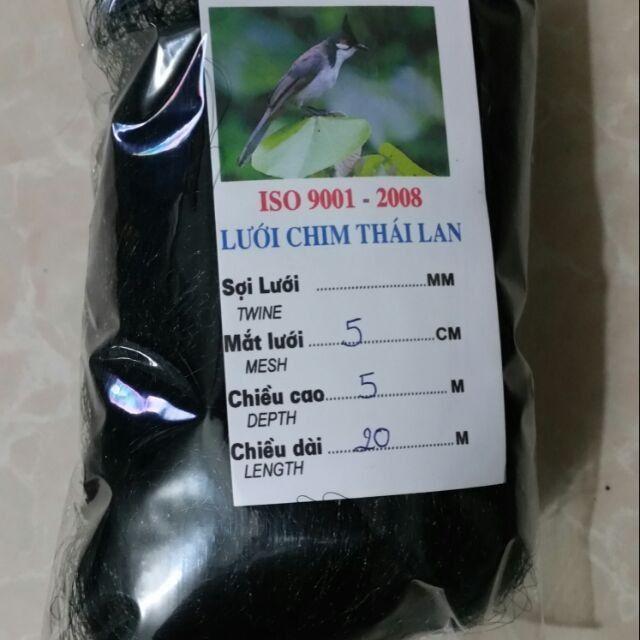 ISO 9001 - 2008
LƯỚI CHIM THÁI LAN
Sợi Lưới ........................... MM
TWINE
Mắt lưới ........ 5 ................ CM
MESH
Chiều cao ....... 5 ................ M
DEPTH
Chiều dài ....... 20 ............... M
LENGTH